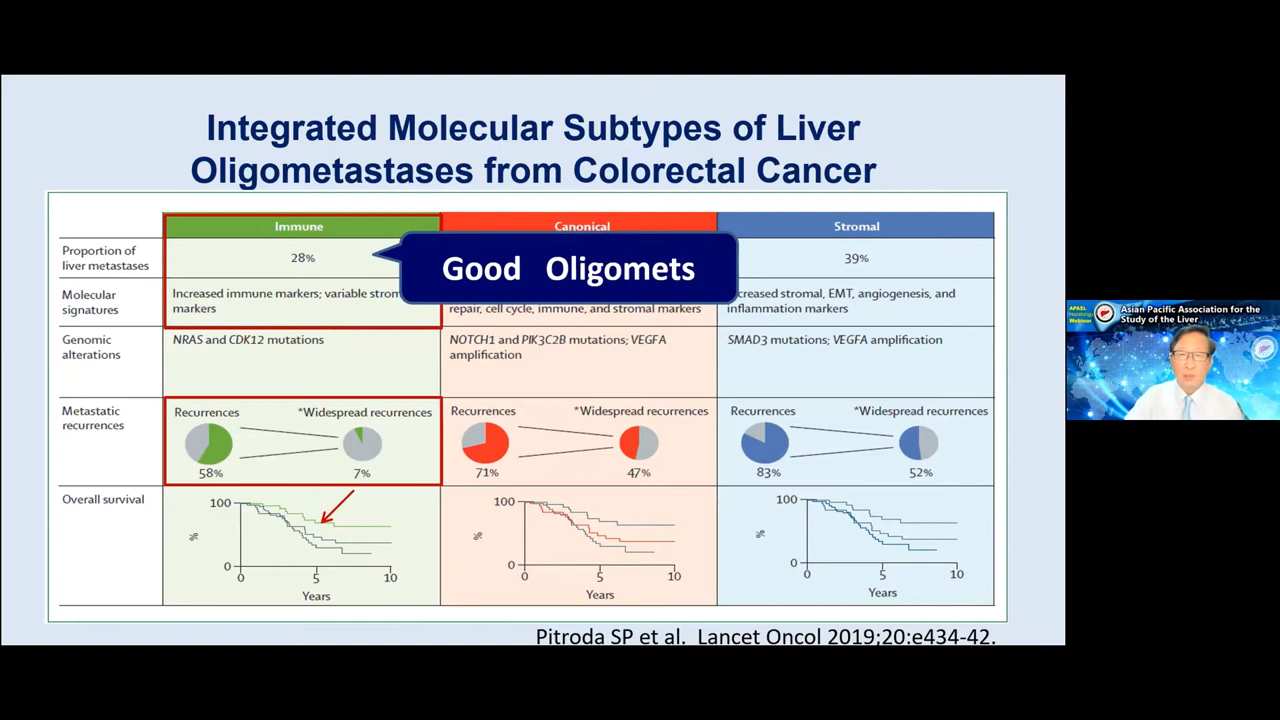 Integrated Molecular Subtypes of Liver
Oligometastases from Colorectal Cancer
Immune
Canonical
Stromal
Proportion of
liver metastases
28%
Good Oligomets
39%
Molecular
signatures
Increased immune markers; variable
markers
repair, cell cycle, immune, and stromal markers
stromal, EMT, angiogenesis, and
inflammation markers
Genomic
alterations
NRAS and CDK12 mutations
NOTCH1 and PIK3C2B mutations; VEGFA
amplification
SMAD3 mutations; VEGFA amplification
Metastatic
recurrences
Recurrences
*Widespread recurrences
58%
7%
Recurrences
*Widespread recurrences
71%
47%
Recurrences
*Widespread recurrences
83%
52%
Overall survival
100
%
0
0
5
10
Years
100
%
0
0
5
10
Years
100
%
0
0
5
10
Years
Pitroda SP et al. Lancet Oncol 2019;20:e434-42.
APASL
Hepatology
Webinar
Asian Pacific Association for the
Study of the Liver